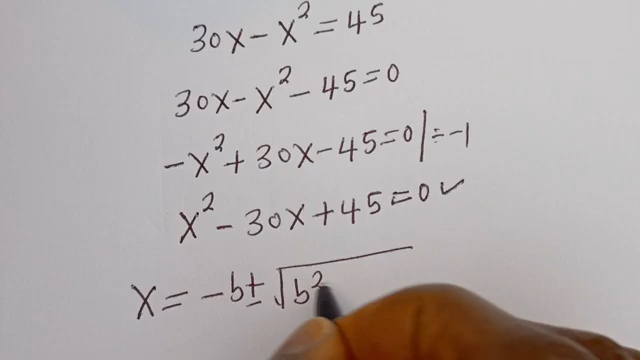 30x - x² = 45
30x - x² - 45 = 0
-x² + 30x - 45 = 0 | ÷ -1
x² - 30x + 45 = 0 ✓
x = -b ± √b²